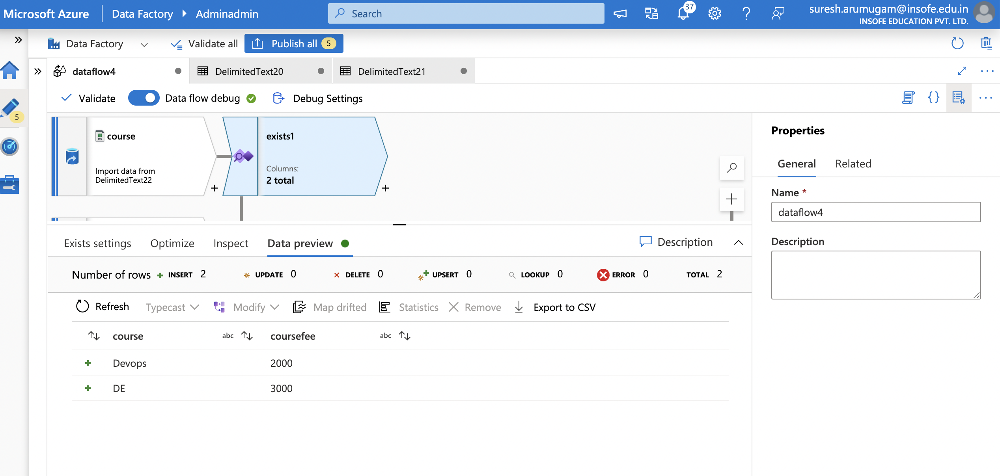 Microsoft Azure
Data Factory
Adminadmin
Search
37
suresh.arumugam@insofe.edu.in
INSOFE EDUCATION PVT. LTD.
Data Factory
Validate all
Publish all 5
dataflow4
DelimitedText20
DelimitedText21
5
Validate
Data flow debug
Debug Settings
CSV
course
Import data from
DelimitedText22
exists1
Columns:
2 total
Properties
General
Related
Name *
dataflow4
Description
Exists settings
Optimize
Inspect
Data preview
Description
Number of rows
INSERT 2
UPDATE 0
DELETE 0
UPSERT 0
LOOKUP 0
ERROR 0
TOTAL 2
Refresh
Typecast
Modify
Map drifted
Statistics
Remove
Export to CSV
course abc
coursefee abc
Devops 2000
DE 3000